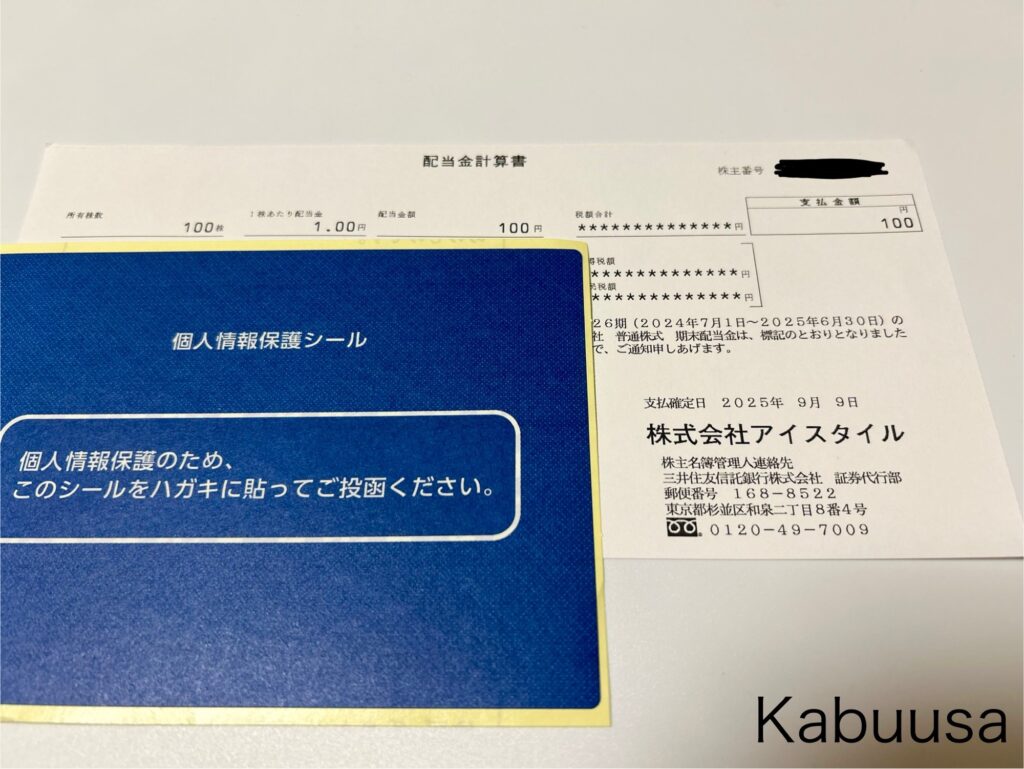 配当金計算書
株主番号
所有株数
100株
1株あたり配当金
1.00円
配当金額
100円
税額合計
*************円
支払金額
円
100
得税額
*************円
民税額
*************円
26期(2024年7月1日~2025年6月30日)の
社 普通株式 期末配当金は、標記のとおりとなりました
で、ご通知申しあげます。
支払確定日 2025年 9月 9日
株式会社アイスタイル
株主名簿管理人連絡先
三井住友信託銀行株式会社 証券代行部
郵便番号 168-8522
東京都杉並区和泉二丁目8番4号
0120-49-7009
個人情報保護シール
個人情報保護のため、
このシールをハガキに貼ってご投函ください。
Kabuusa